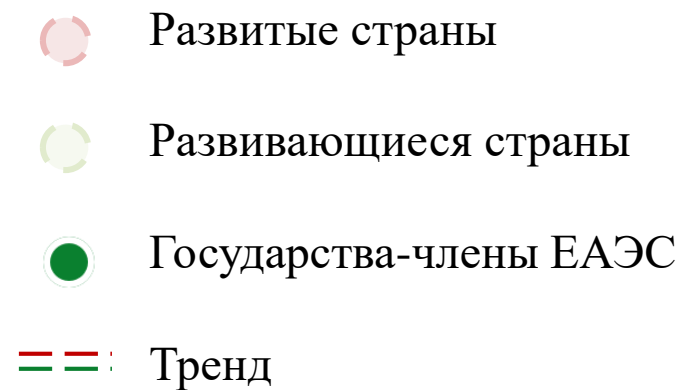 Развитые страны
Развивающиеся страны
Государства-члены ЕАЭС
Тренд